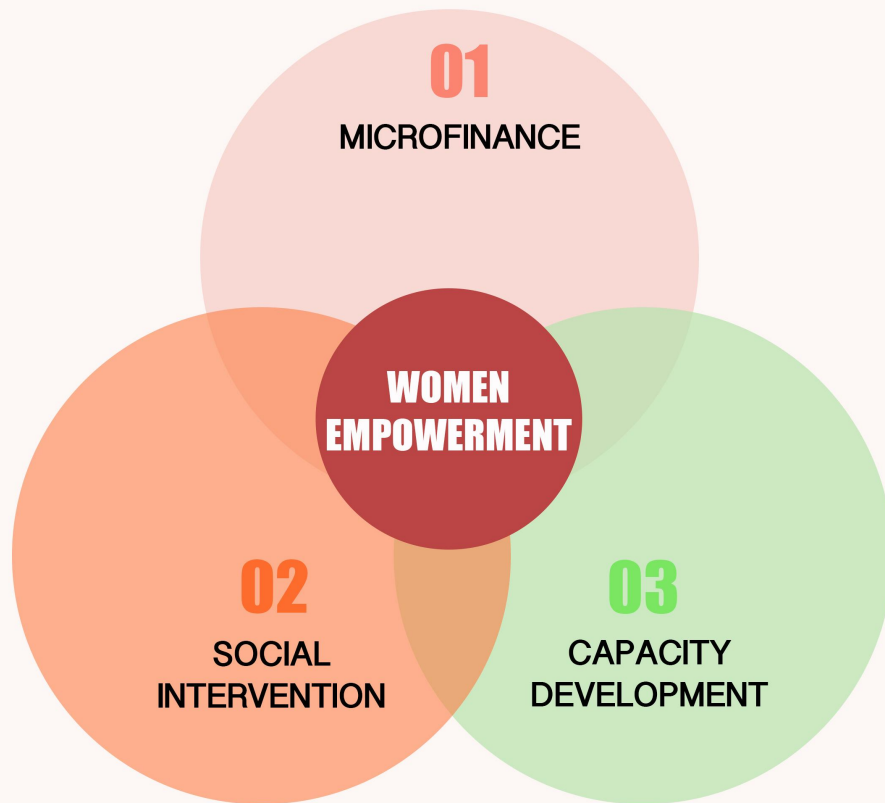 01
MICROFINANCE
WOMEN
EMPOWERMENT
02
SOCIAL
INTERVENTION
03
CAPACITY
DEVELOPMENT